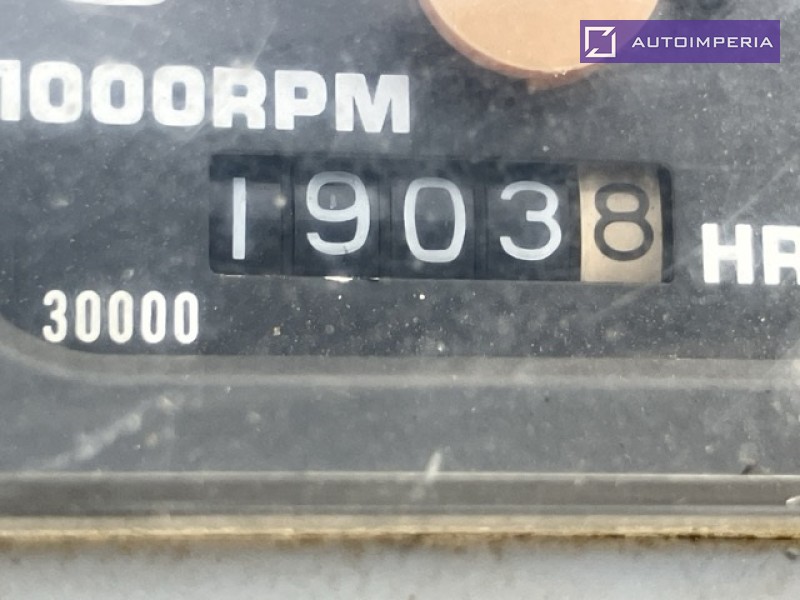 AUTOIMPERIA
1000RPM
19038
HR
30000